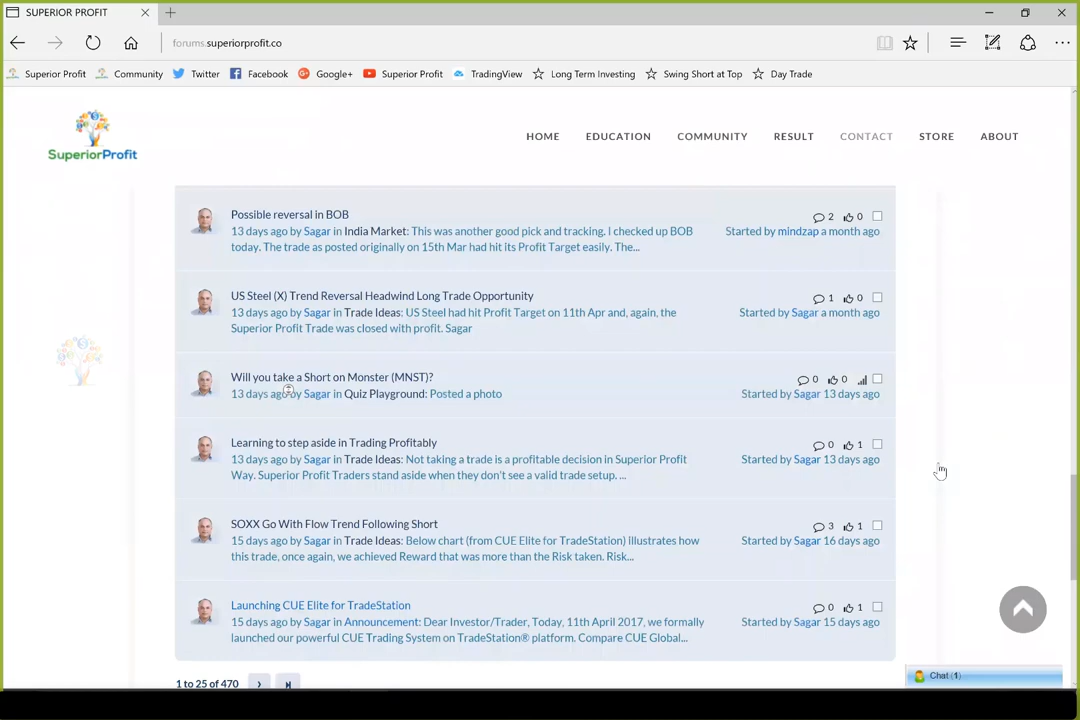 SUPERIOR PROFIT
forums.superiorprofit.co
Superior Profit Community Twitter Facebook Google+ Superior Profit TradingView Long Term Investing Swing Short at Top Day Trade
SuperiorProfit
HOME EDUCATION COMMUNITY RESULT CONTACT STORE ABOUT
Possible reversal in BOB
2 0
13 days ago by Sagar in India Market: This was another good pick and tracking. I checked up BOB
Started by mindzap a month ago
today. The trade as posted originally on 15th Mar had hit its Profit Target easily. The...
US Steel (X) Trend Reversal Headwind Long Trade Opportunity
1 0
13 days ago by Sagar in Trade Ideas: US Steel had hit Profit Target on 11th Apr and, again, the
Started by Sagar a month ago
Superior Profit Trade was closed with profit. Sagar
Will you take a Short on Monster (MNST)?
0 0
13 days ago by Sagar in Quiz Playground: Posted a photo
Started by Sagar 13 days ago
Learning to step aside in Trading Profitably
0 1
13 days ago by Sagar in Trade Ideas: Not taking a trade is a profitable decision in Superior Profit
Started by Sagar 13 days ago
Way. Superior Profit Traders stand aside when they don't see a valid trade setup. ...
SOXX Go With Flow Trend Following Short
3 1
15 days ago by Sagar in Trade Ideas: Below chart (from CUE Elite for TradeStation) Illustrates how
Started by Sagar 16 days ago
this trade, once again, we achieved Reward that was more than the Risk taken. Risk...
Launching CUE Elite for TradeStation
0 1
15 days ago by Sagar in Announcement: Dear Investor/Trader, Today, 11th April 2017, we formally
Started by Sagar 15 days ago
launched our powerful CUE Trading System on TradeStation® platform. Compare CUE Global...
Chat (1)
1 to 25 of 470